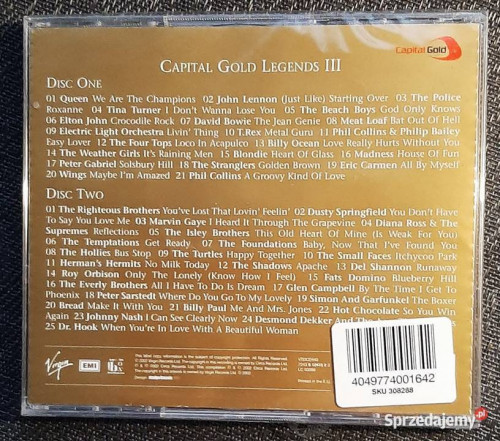 CapitalGold
CAPITAL GOLD LEGENDS III
DISC ONE
01 Queen We Are The Champions 02 John Lennon (Just Like) Starting Over 03 The Police
Roxanne 04 Tina Turner I Don't Wanna Lose You 05 The Beach Boys God Only Knows
06 Elton John Crocodile Rock 07 David Bowie The Jean Genie 08 Meat Loaf Bat Out Of Hell
09 Electric Light Orchestra Livin' Thing 10 T.Rex Metal Guru 11 Phil Collins & Philip Bailey
Easy Lover 12 The Four Tops Loco In Acapulco 13 Billy Ocean Love Really Hurts Without You
14 The Weather Girls It's Raining Men 15 Blondie Heart Of Glass 16 Madness House Of Fun
17 Peter Gabriel Solsbury Hill 18 The Stranglers Golden Brown 19 Eric Carmen All By Myself
20 Wings Maybe I'm Amazed 21 Phil Collins A Groovy Kind Of Love
DISC TWO
01 The Righteous Brothers You've Lost That Lovin' Feelin' 02 Dusty Springfield You Don't Have
To Say You Love Me 03 Marvin Gaye I Heard It Through The Grapevine 04 Diana Ross & The
Supremes Reflections 05 The Isley Brothers This Old Heart Of Mine (Is Weak For You)
06 The Temptations Get Ready 07 The Foundations Baby, Now That I've Found You
08 The Hollies Bus Stop 09 The Turtles Happy Together 10 The Small Faces Itchycoo Park
11 Herman's Hermits No Milk Today 12 The Shadows Apache 13 Del Shannon Runaway
14 Roy Orbison Only The Lonely (Know How I Feel) 15 Fats Domino Blueberry Hill
16 The Everly Brothers All I Have To Do Is Dream 17 Glen Campbell By The Time I Get To
Phoenix 18 Peter Sarstedt Where Do You Go To My Lovely 19 Simon And Garfunkel The Boxer
20 Bread Make It With You 21 Billy Paul Me And Mrs. Jones 22 Hot Chocolate So You Win
Again 23 Johnny Nash I Can See Clearly Now 24 Desmond Dekker And The
25 Dr. Hook When You're In Love With A Beautiful Woman
Virgin EMI
4049774001642
SKU 308288
Sprzedajemy.pl